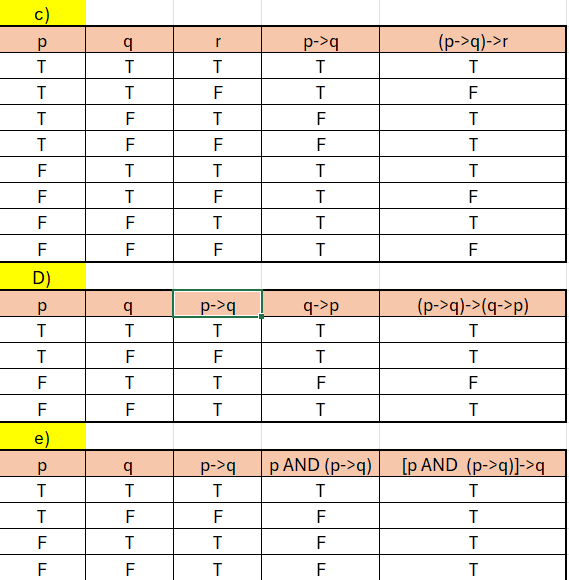 c)
p q r p->q (p->q)->r
T T T T T
T T F T F
T F T F T
T F F F T
F T T T T
F T F T F
F F T T T
F F F T F
D)
p q p->q q->p (p->q)->(q->p)
T T T T T
T F F T T
F T T F F
F F T T T
e)
p q p->q p AND (p->q) [p AND (p->q)]->q
T T T T T
T F F F T
F T T F T
F F T F T